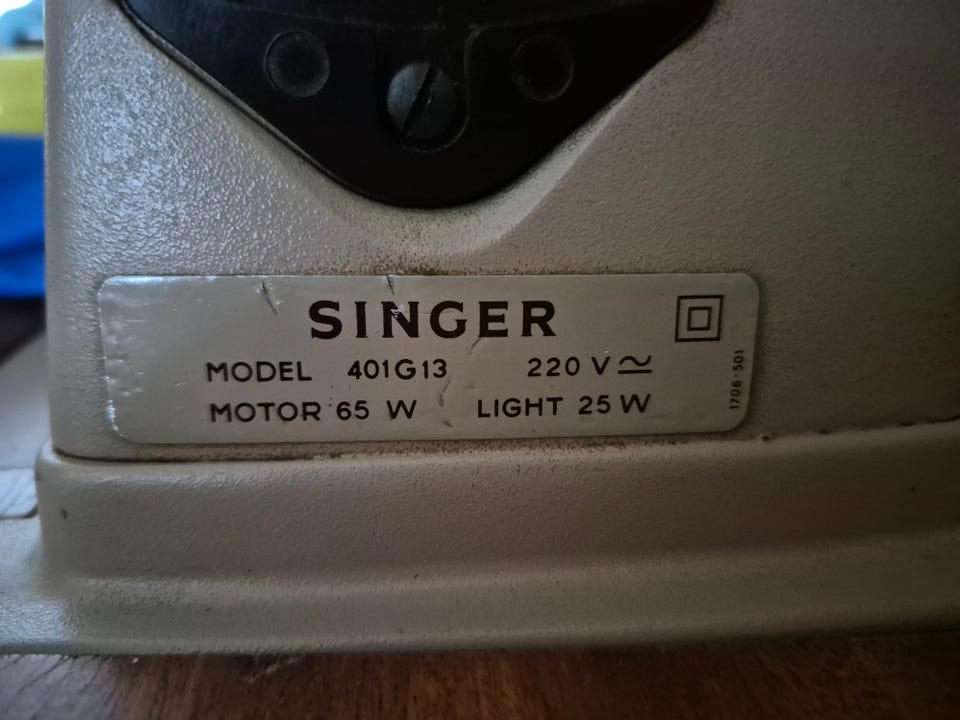 SINGER
MODEL 401G13 220 V ⏦
MOTOR 65 W LIGHT 25 W
1706-501